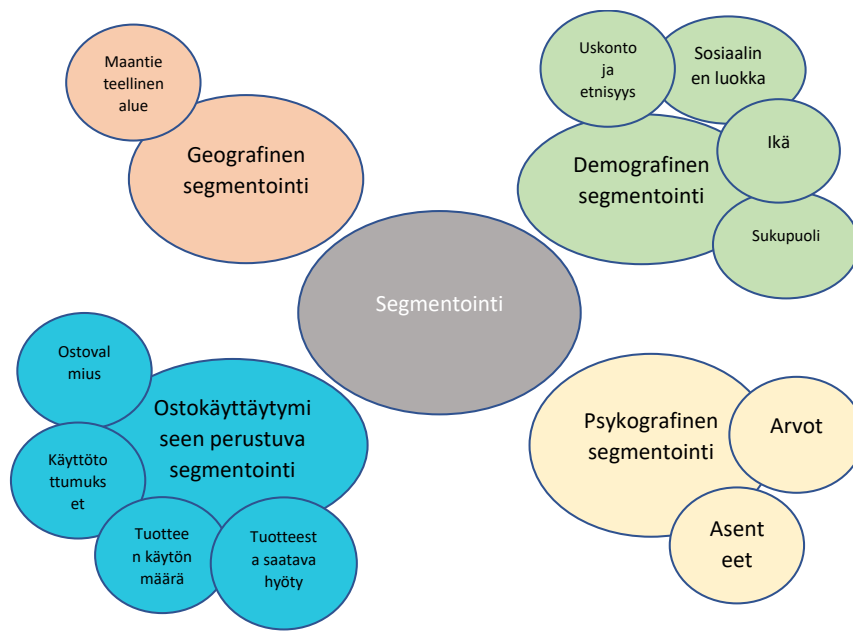 Maantie
teellinen
alue
Geografinen
segmentointi
Uskonto
ja
etnisyys
Sosiaalin
en luokka
Ikä
Demografinen
segmentointi
Sukupuoli
Segmentointi
Ostoval
mius
Ostokäyttäytymi
seen perustuva
segmentointi
Käyttöto
ttumuks
et
Tuottee
n käytön
määrä
Tuotteest
a saatava
hyöty
Psykografinen
segmentointi
Arvot
Asent
eet